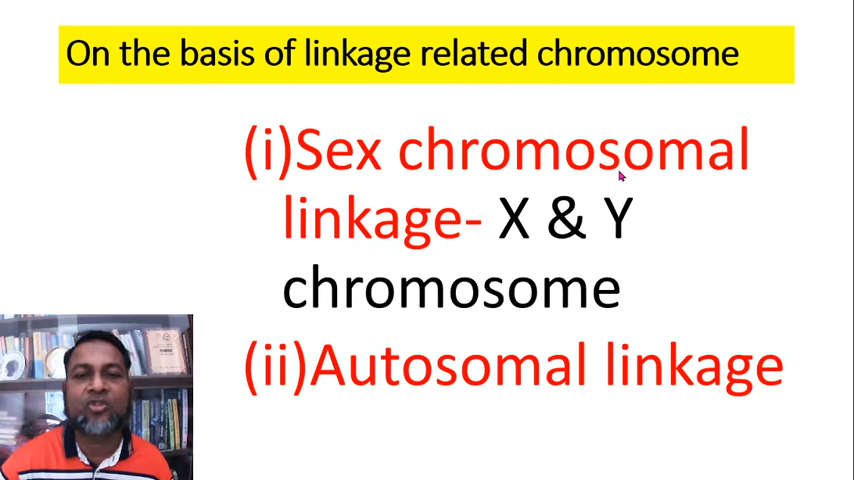 On the basis of linkage related chromosome
(i)Sex chromosomal
linkage- X & Y
chromosome
(ii)Autosomal linkage